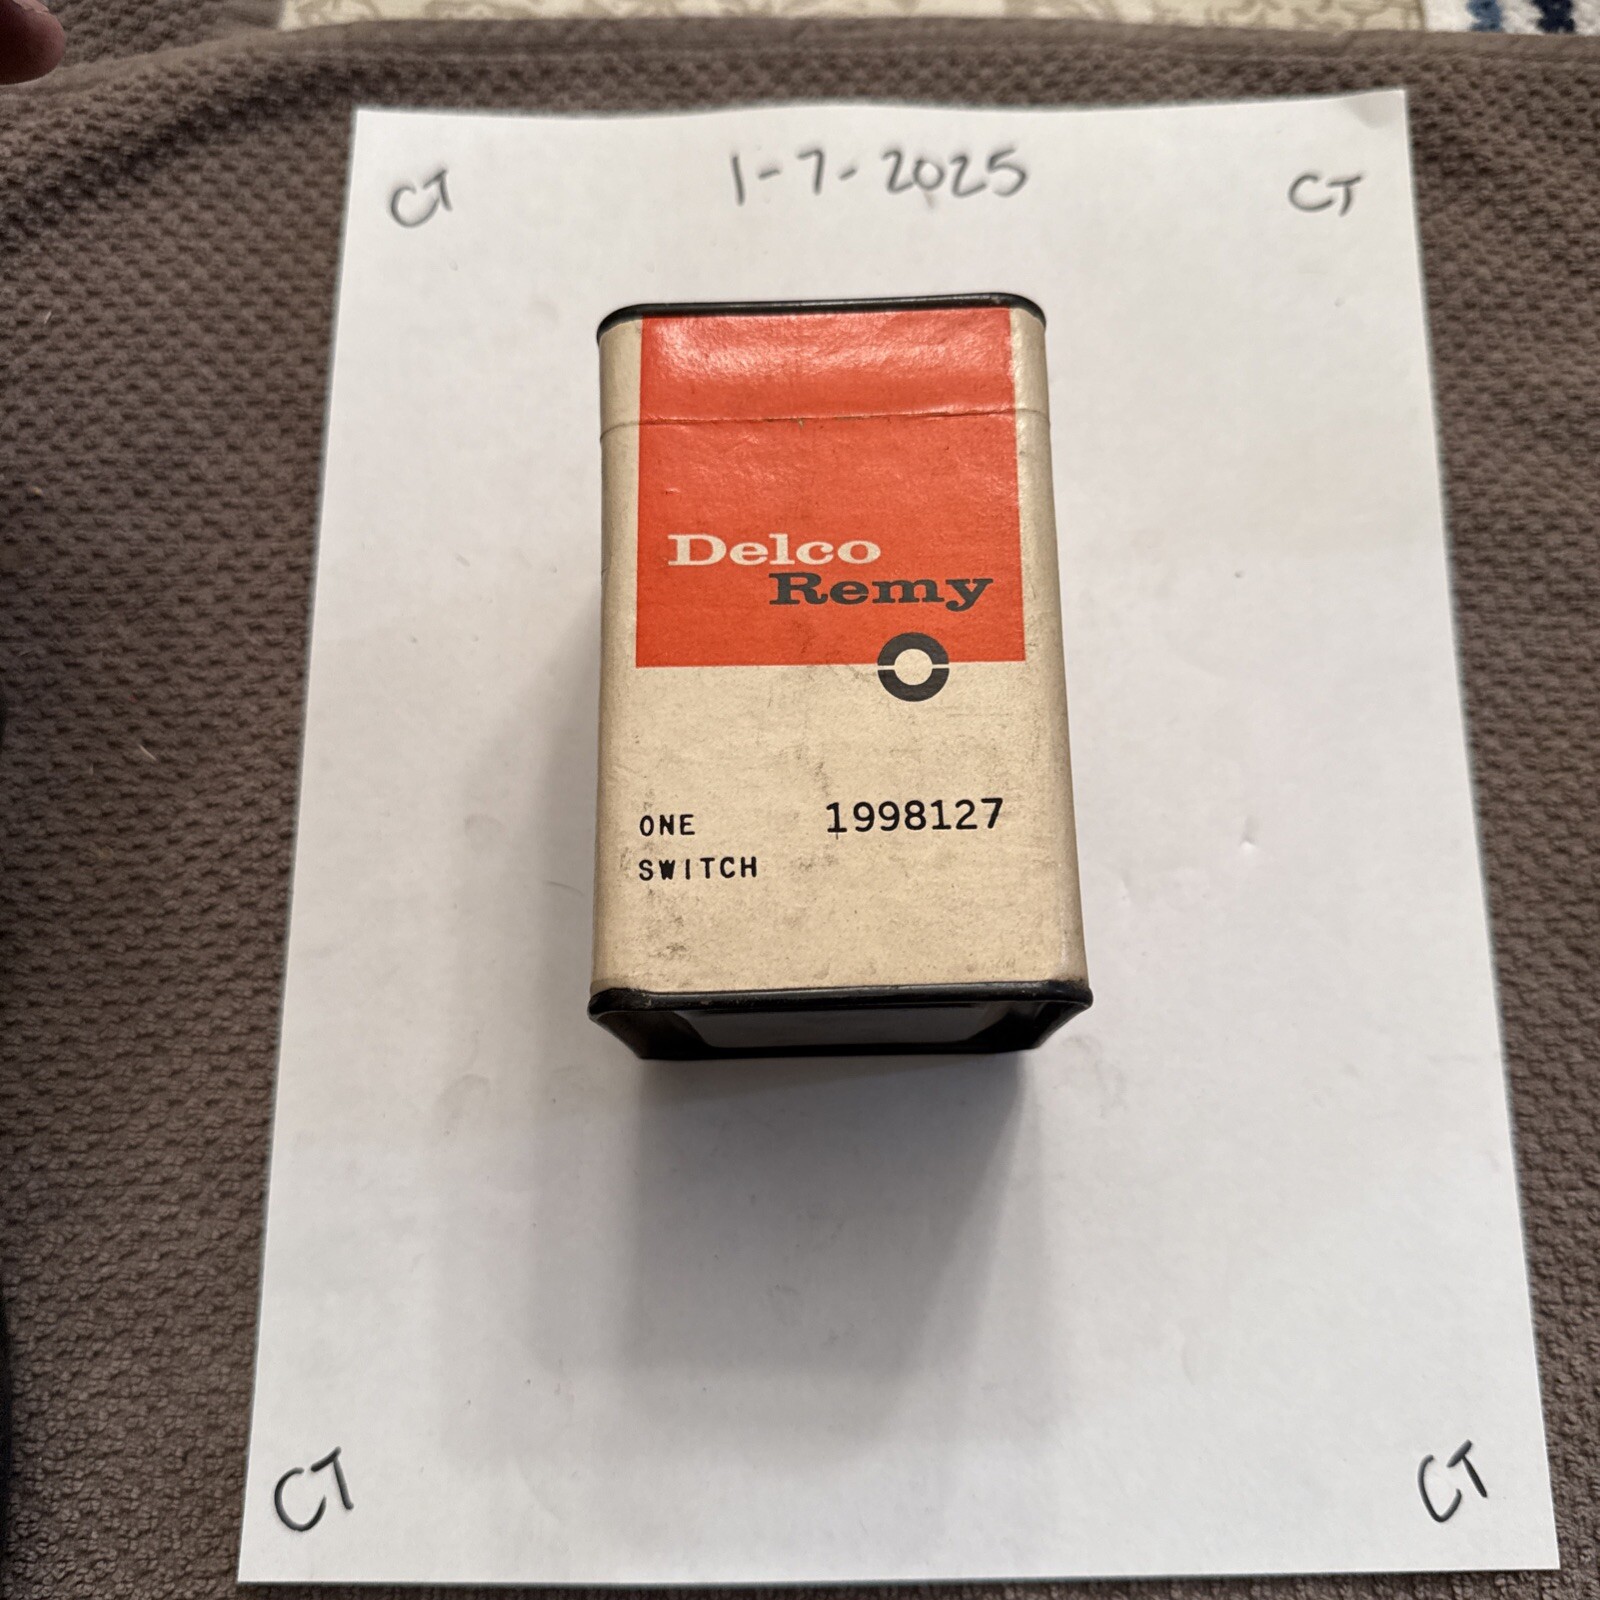 1-7-2025
CT
CT
Delco
Remy
ONE 1998127
SWITCH
CT
CT